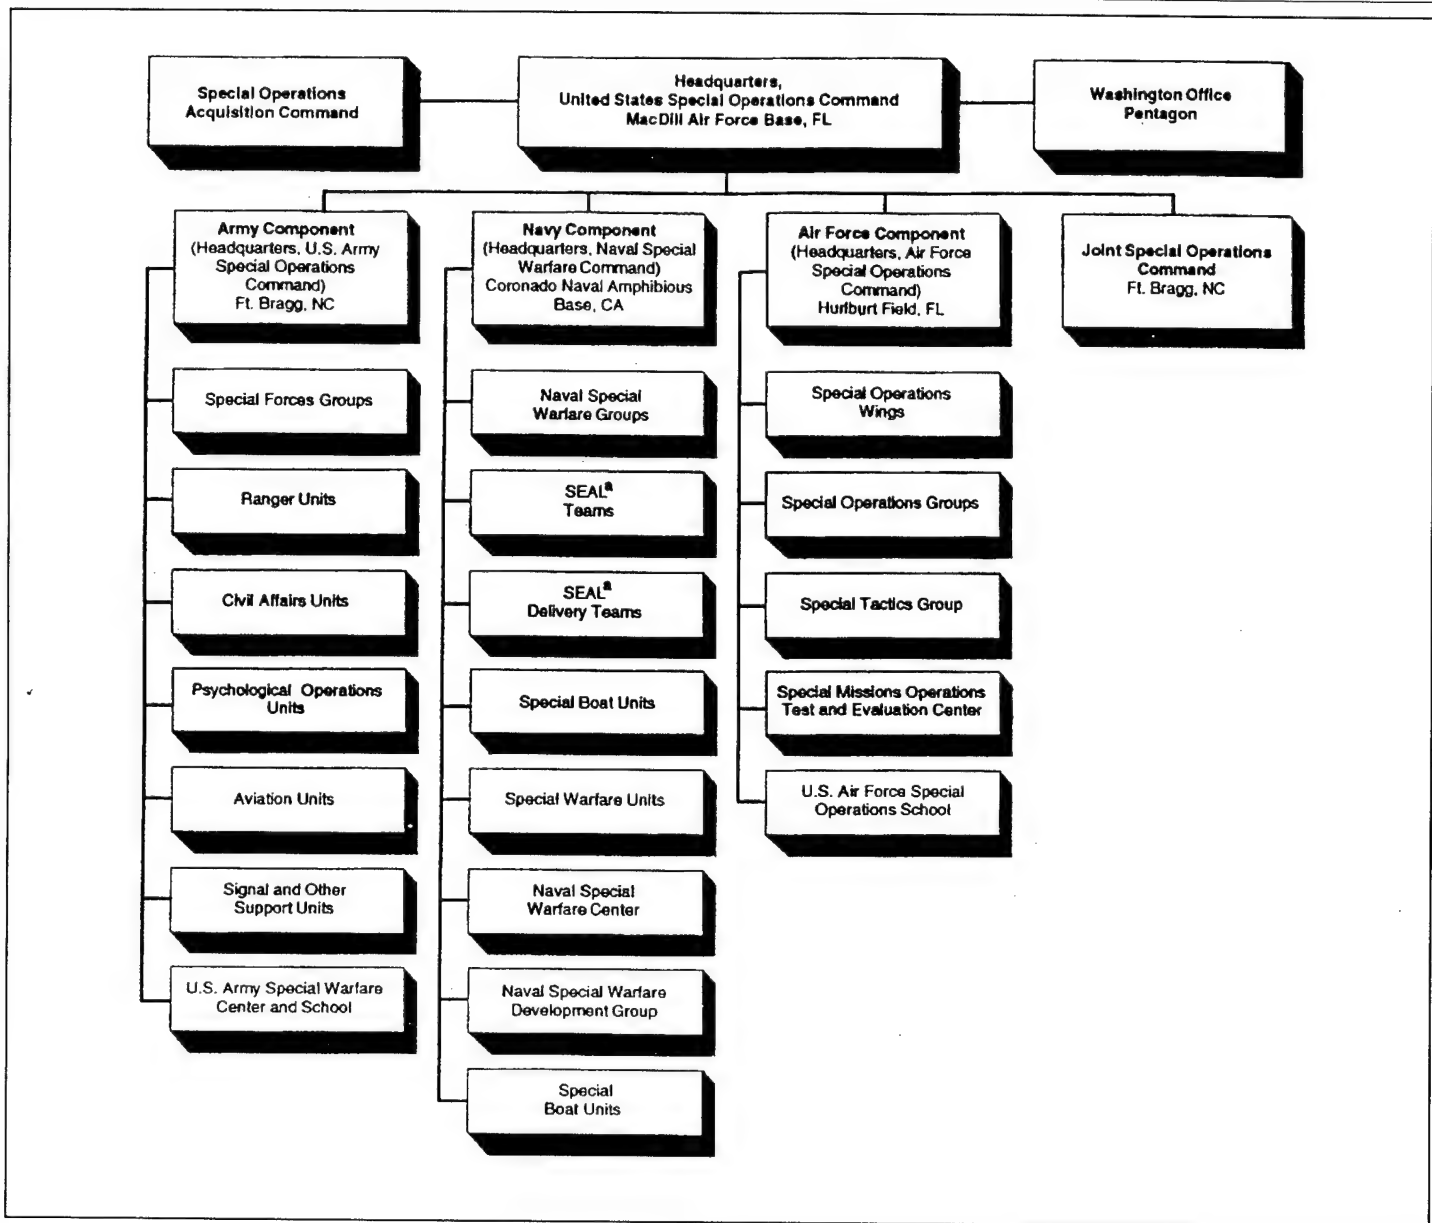 Special Operations
Acquisition Command
Headquarters,
United States Special Operations Command
MacDill Air Force Base, FL
Washington Office
Pentagon
Army Component
(Headquarters, U.S. Army
Special Operations
Command)
Ft. Bragg, NC
Navy Component
(Headquarters, Naval Special
Warfare Command)
Coronado Naval Amphibious
Base, CA
Air Force Component
(Headquarters, Air Force
Special Operations
Command)
Hurlburt Field, FL
Joint Special Operations
Command
Ft. Bragg, NC
Special Forces Groups
Ranger Units
Civil Affairs Units
Psychological Operations
Units
Aviation Units
Signal and Other
Support Units
U.S. Army Special Warfare
Center and School
Naval Special
Warfare Groups
SEALa
Teams
SEALa
Delivery Teams
Special Boat Units
Special Warfare Units
Naval Special
Warfare Center
Naval Special Warfare
Development Group
Special
Boat Units
Special Operations
Wings
Special Operations Groups
Special Tactics Group
Special Missions Operations
Test and Evaluation Center
U.S. Air Force Special
Operations School